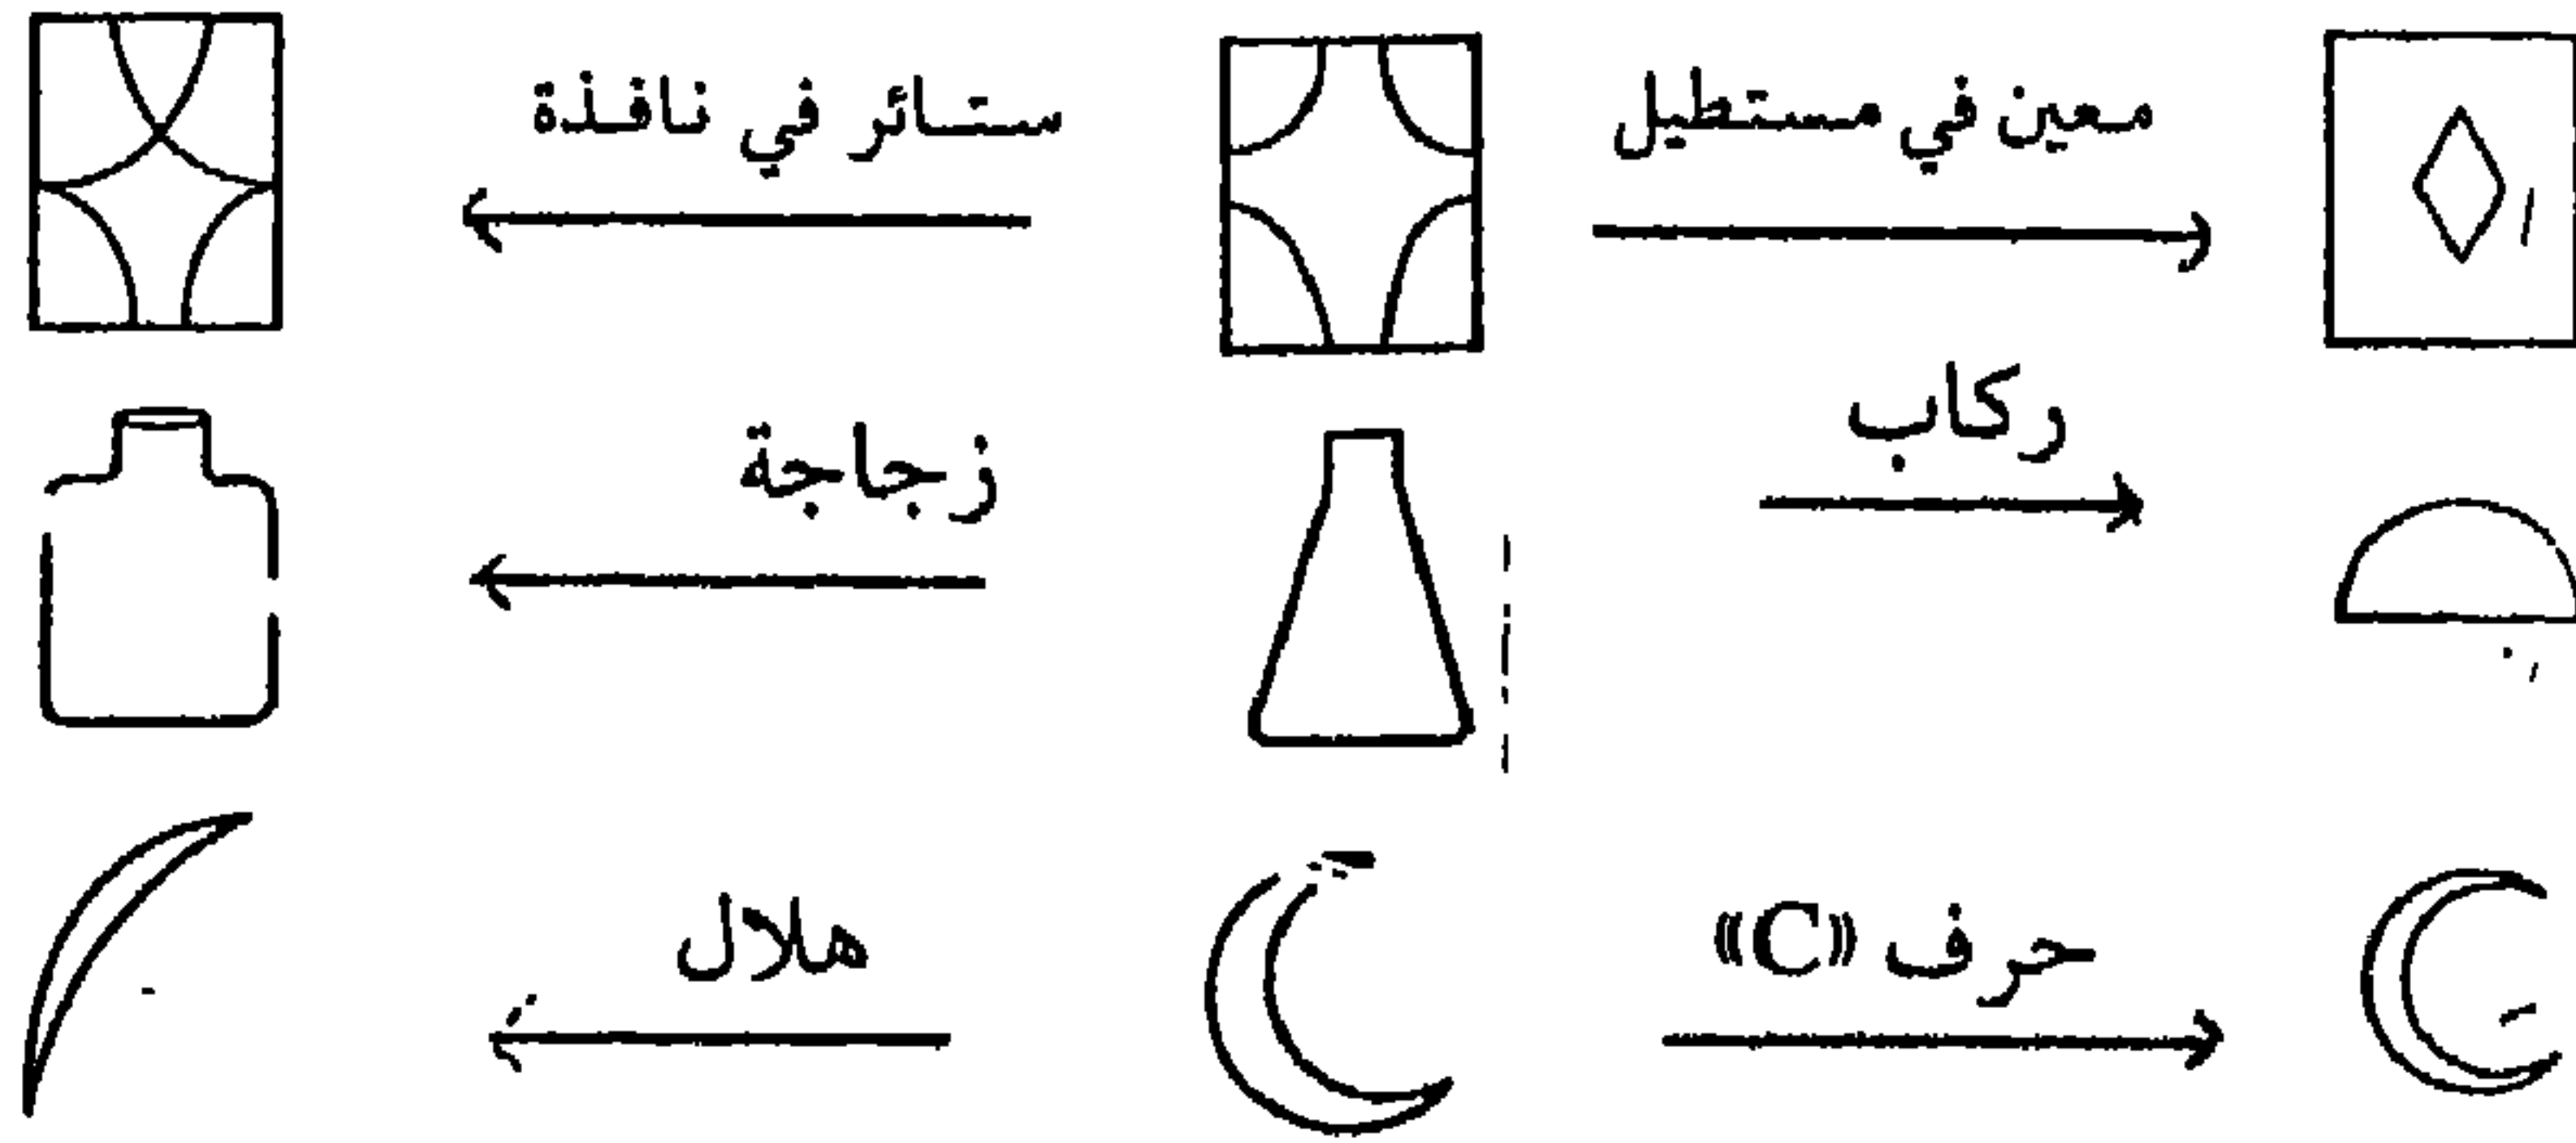 معين في مستطيل
ستائر في نافذة
ركاب
زجاجة
حرف «C»
هلال